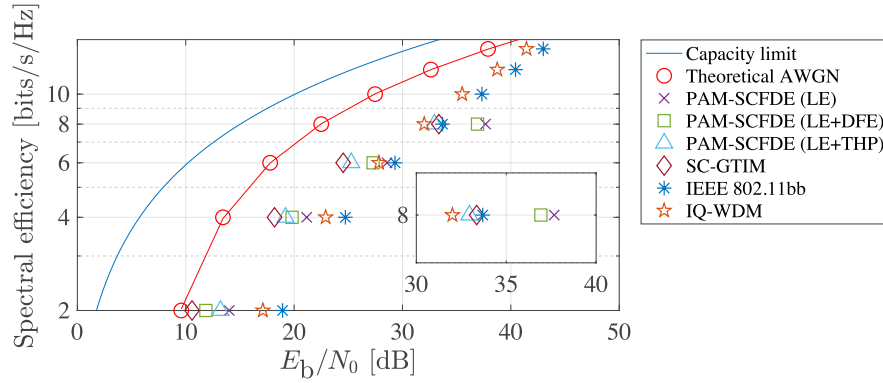 Spectral efficiency [bits/s/Hz]
10
8
6
4
2
0
10
20
30
40
50
E_b/N_0 [dB]
8
30
35
40
Capacity limit
Theoretical AWGN
PAM-SCFDE (LE)
PAM-SCFDE (LE+DFE)
PAM-SCFDE (LE+THP)
SC-GTIM
IEEE 802.11bb
IQ-WDM